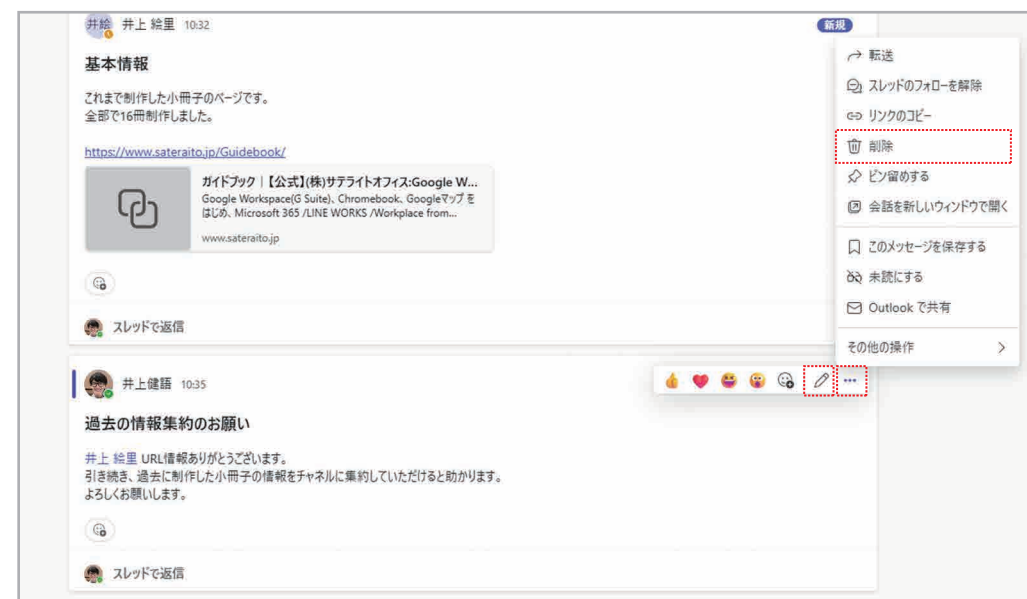 井絵 井上 絵里 10:32
新規
基本情報
これまで制作した小冊子のページです。
全部で16冊制作しました。
https://www.sateraito.jp/Guidebook/
ガイドブック | 【公式】(株)サテライトオフィス:Google W...
Google Workspace(G Suite)、Chromebook、Googleマップ を
はじめ、Microsoft 365 /LINE WORKS /Workplace from...
www.sateraito.jp
スレッドで返信
井上健語 10:35
過去の情報集約のお願い
井上 絵里 URL情報ありがとうございます。
引き続き、過去に制作した小冊子の情報をチャネルに集約していただけると助かります。
よろしくお願いします。
スレッドで返信
転送
スレッドのフォローを解除
リンクのコピー
削除
ピン留めする
会話を新しいウィンドウで開く
このメッセージを保存する
未読にする
Outlook で共有
その他の操作